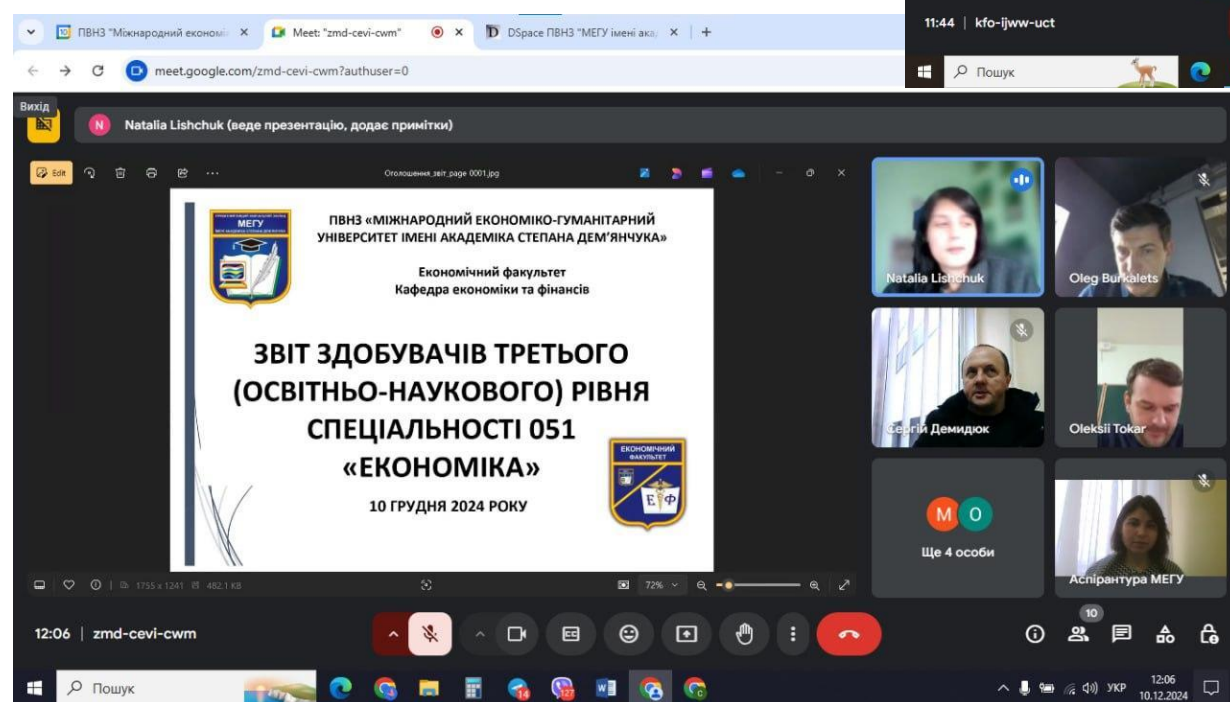 11:44 | kfo-ijww-uct
Пошук
ПВНЗ "Міжнародний економі
Meet: "zmd-cevi-cwm"
DSpace ПВНЗ "МЕГУ імені ака
meet.google.com/zmd-cevi-cwm?authuser=0
Вихід
N
Natalia Lishchuk (веде презентацію, додає примітки)
Edit
Оголошення_звіт_page 0001.jpg
МЕГУ
ПВНЗ «МІЖНАРОДНИЙ ЕКОНОМІКО-ГУМАНІТАРНИЙ
УНІВЕРСИТЕТ ІМЕНІ АКАДЕМІКА СТЕПАНА ДЕМ’ЯНЧУКА»
Економічний факультет
Кафедра економіки та фінансів
ЗВІТ ЗДОБУВАЧІВ ТРЕТЬОГО
(ОСВІТНЬО-НАУКОВОГО) РІВНЯ
СПЕЦІАЛЬНОСТІ 051
«ЕКОНОМІКА»
10 ГРУДНЯ 2024 РОКУ
ЕКОНОМІЧНИЙ
ФАКУЛЬТЕТ
Е Ф
1755 x 1241
482,1 KB
72%
Natalia Lishchuk
Oleg Burkalets
Сергій Демидюк
Oleksii Tokar
М О
Ще 4 особи
Аспірантура МЕГУ
12:06 | zmd-cevi-cwm
10
Пошук
14
127
УКР
12:06
10.12.2024